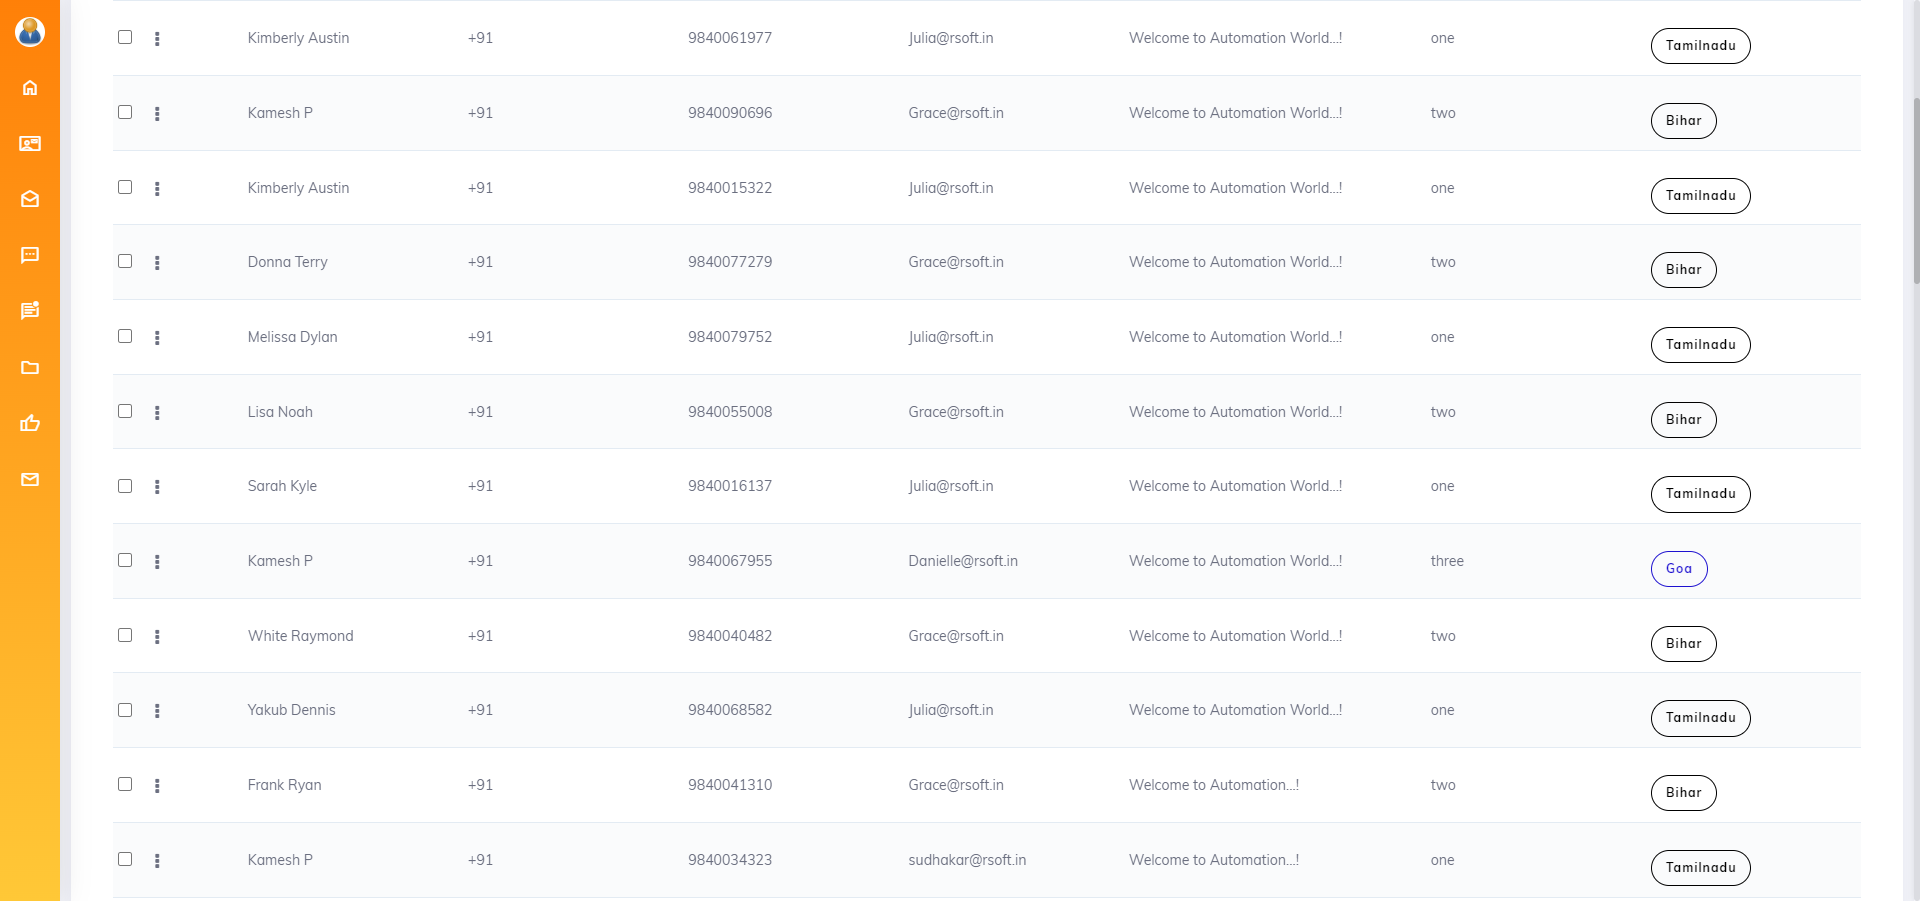 Kimberly Austin +91 9840061977 Julia@rsoft.in Welcome to Automation World...! one Tamilnadu
Kamesh P +91 9840090696 Grace@rsoft.in Welcome to Automation World...! two Bihar
Kimberly Austin +91 9840015322 Julia@rsoft.in Welcome to Automation World...! one Tamilnadu
Donna Terry +91 9840077279 Grace@rsoft.in Welcome to Automation World...! two Bihar
Melissa Dylan +91 9840079752 Julia@rsoft.in Welcome to Automation World...! one Tamilnadu
Lisa Noah +91 9840055008 Grace@rsoft.in Welcome to Automation World...! two Bihar
Sarah Kyle +91 9840016137 Julia@rsoft.in Welcome to Automation World...! one Tamilnadu
Kamesh P +91 9840067955 Danielle@rsoft.in Welcome to Automation World...! three Goa
White Raymond +91 9840040482 Grace@rsoft.in Welcome to Automation World...! two Bihar
Yakub Dennis +91 9840068582 Julia@rsoft.in Welcome to Automation World...! one Tamilnadu
Frank Ryan +91 9840041310 Grace@rsoft.in Welcome to Automation...! two Bihar
Kamesh P +91 9840034323 sudhakar@rsoft.in Welcome to Automation...! one Tamilnadu